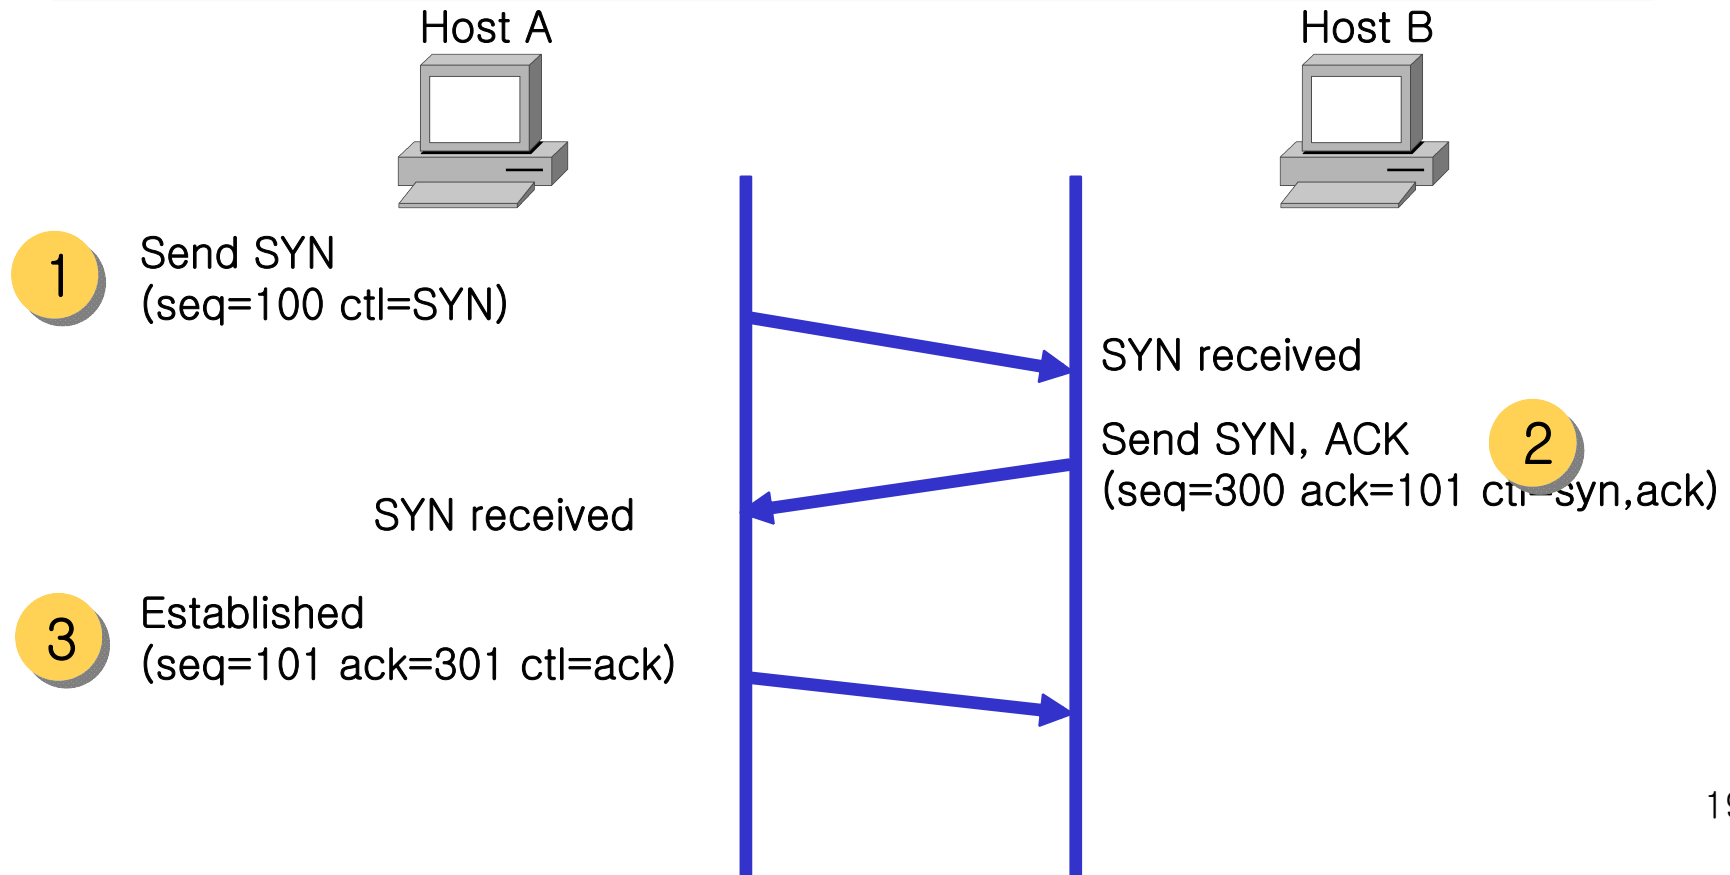 Host A
Host B
1
Send SYN
(seq=100 ctl=SYN)
SYN received
Send SYN, ACK
2
(seq=300 ack=101 ctl=syn,ack)
SYN received
3
Established
(seq=101 ack=301 ctl=ack)